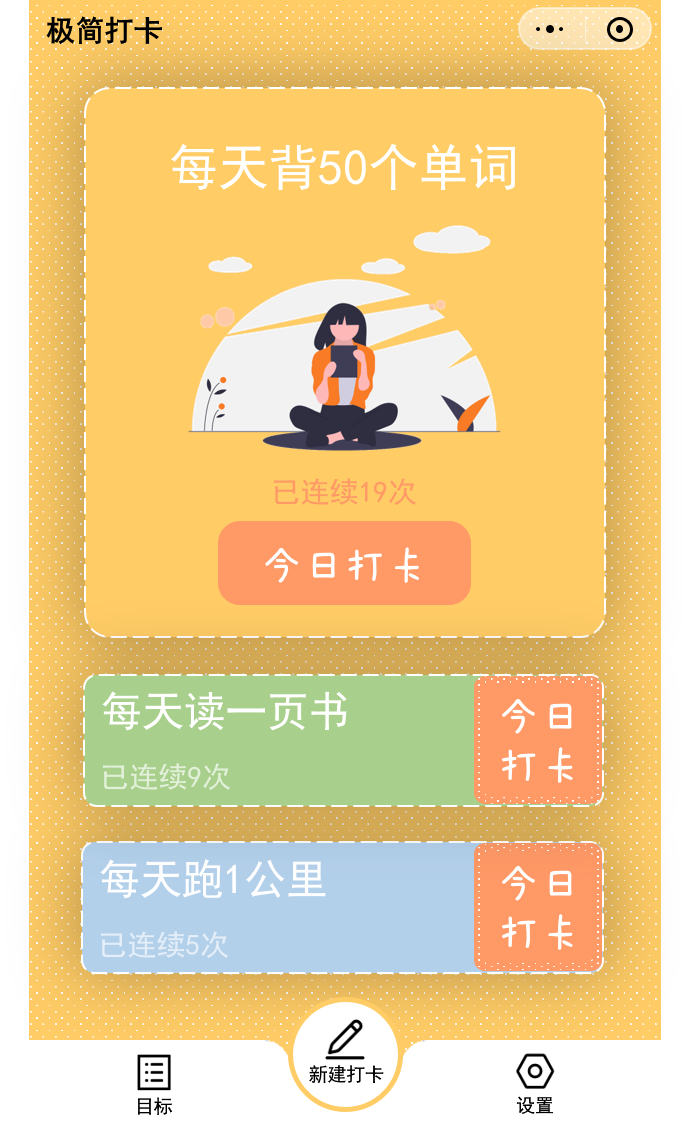 极简打卡
每天背50个单词
已连续19次
今日打卡
每天读一页书
已连续9次
今日
打卡
每天跑1公里
已连续5次
今日
打卡
新建打卡
目标
设置